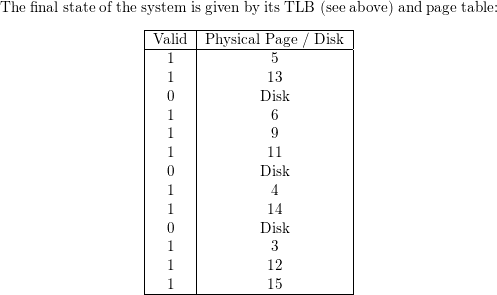 The final state of the system is given by its TLB (see above) and page table:
Valid Physical Page / Disk
1 5
1 13
0 Disk
1 6
1 9
1 11
0 Disk
1 4
1 14
0 Disk
1 3
1 12
1 15